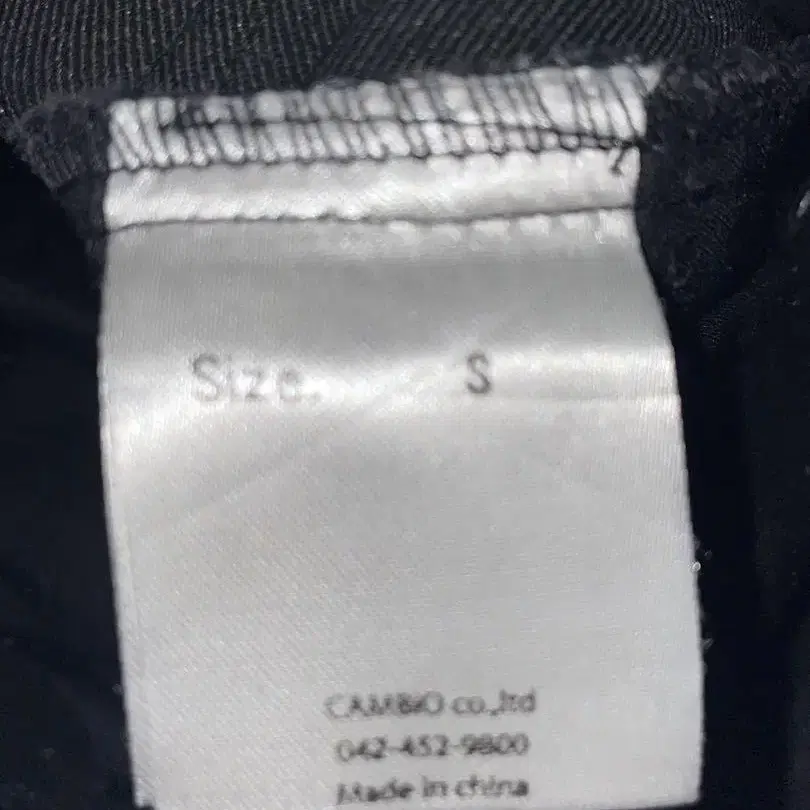 Size. S
CAMBIO co.,ltd
042-452-9800
Made in china